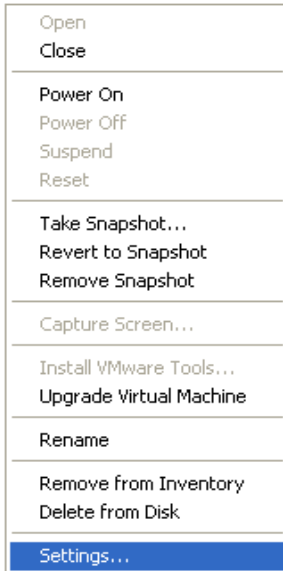 Open
Close
Power On
Power Off
Suspend
Reset
Take Snapshot...
Revert to Snapshot
Remove Snapshot
Capture Screen...
Install VMware Tools...
Upgrade Virtual Machine
Rename
Remove from Inventory
Delete from Disk
Settings...